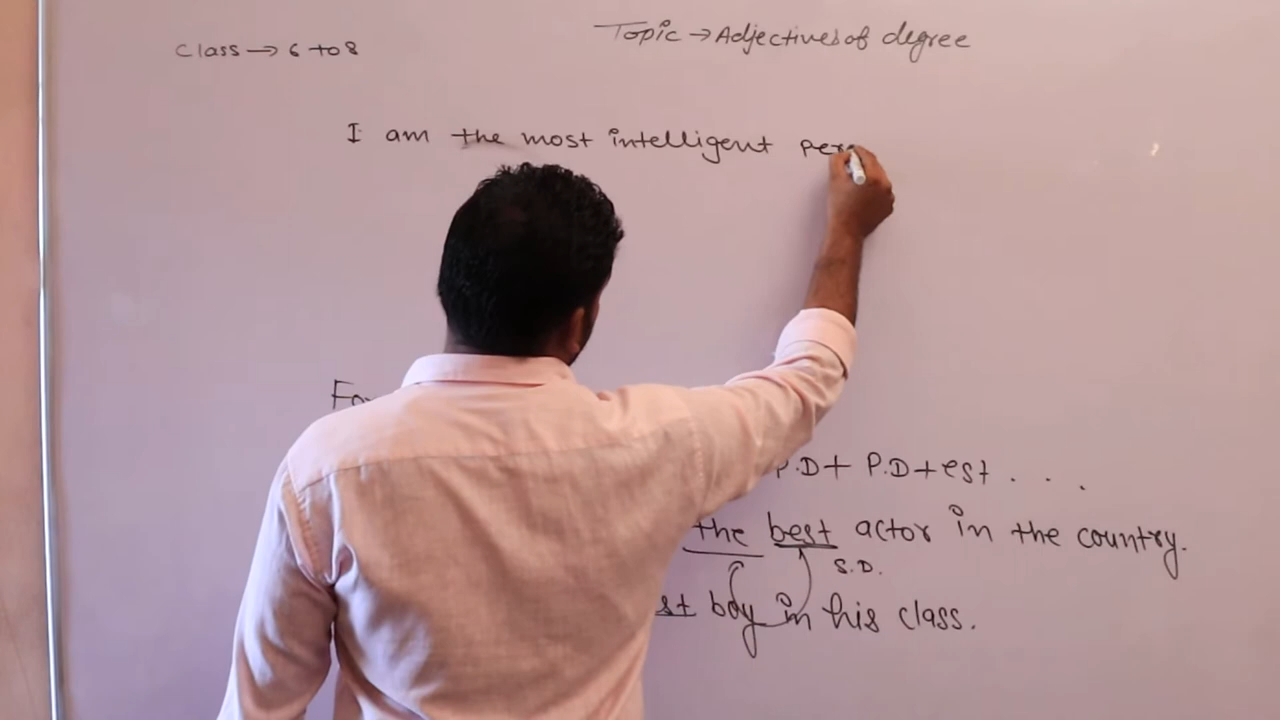 Class → 6 to 8
Topic → Adjectives of degree
I am the most intelligent pers
P.D + P.D + est . . .
the best actor in the country.
S.D.
st boy in his class.